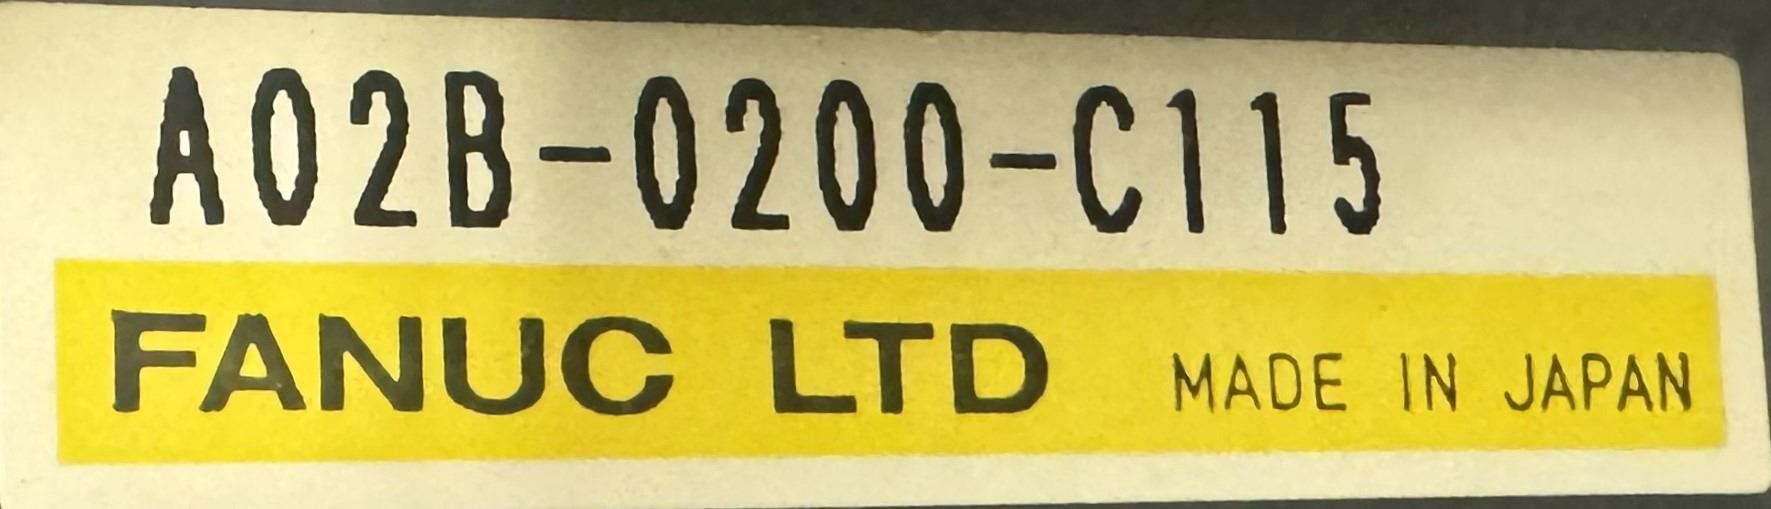 A02B-0200-C115
FANUC LTD MADE IN JAPAN